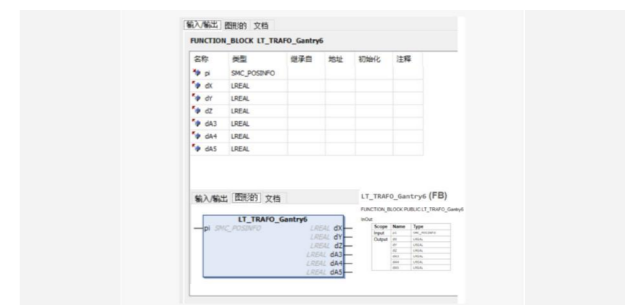 输入/输出 图形的 文档
FUNCTION_BLOCK LT_TRAFO_Gantry6
名称 类型 继承自 地址 初始化 注释
pi SMC_POSINFO
dX LREAL
dY LREAL
dZ LREAL
dA3 LREAL
dA4 LREAL
dA5 LREAL
输入/输出 图形的 文档
LT_TRAFO_Gantry6
pi SMC_POSINFO LREAL dX
LREAL dY
LREAL dZ
LREAL dA3
LREAL dA4
LREAL dA5
LT_TRAFO_Gantry6 (FB)
FUNCTION_BLOCK PUBLIC LT_TRAFO_Gantry6
InOut
Scope Name Type
Input
Output